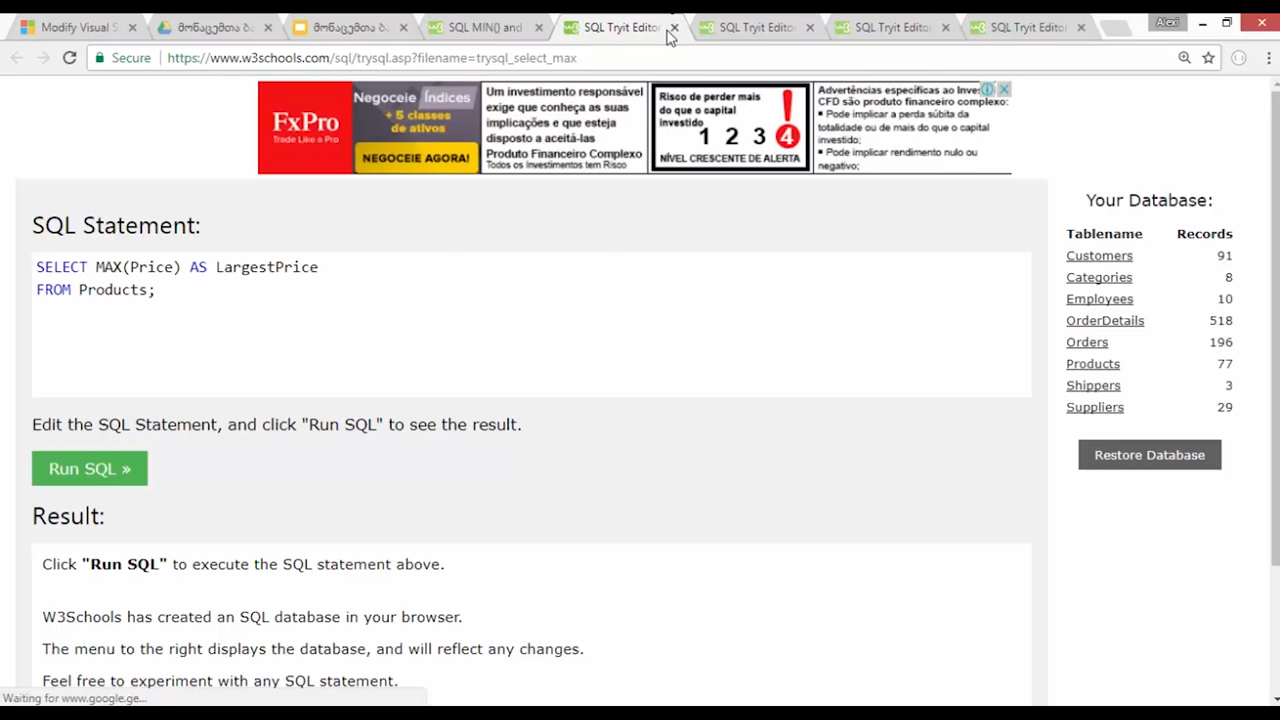 Modify Visual S
მონაცემთა ბ
მონაცემთა ბა
SQL MIN() and
SQL Tryit Editor
SQL Tryit Editor
SQL Tryit Editor
SQL Tryit Editor
Alexi
Secure
https://www.w3schools.com/sql/trysql.asp?filename=trysql_select_max
FxPro
Trade Like a Pro
Negoceie Índices
+ 5 classes
de ativos
NEGOCEIE AGORA!
Um investimento responsável
exige que conheça as suas
implicações e que esteja
disposto a aceitá-las
Produto Financeiro Complexo
Todos os Investimentos tem Risco
Risco de perder mais
do que o capital
investido
1 2 3 4
NÍVEL CRESCENTE DE ALERTA
Advertências especificas ao Inves
CFD são produto financeiro complexo:
• Pode implicar a perda súbita da
totalidade ou de mais do que o capital
investido;
• Pode implicar rendimento nulo ou
negativo;
SQL Statement:
SELECT MAX(Price) AS LargestPrice
FROM Products;
Edit the SQL Statement, and click "Run SQL" to see the result.
Run SQL »
Result:
Click "Run SQL" to execute the SQL statement above.
W3Schools has created an SQL database in your browser.
The menu to the right displays the database, and will reflect any changes.
Feel free to experiment with any SQL statement.
Your Database:
Tablename Records
Customers 91
Categories 8
Employees 10
OrderDetails 518
Orders 196
Products 77
Shippers 3
Suppliers 29
Restore Database
Waiting for www.google.ge...